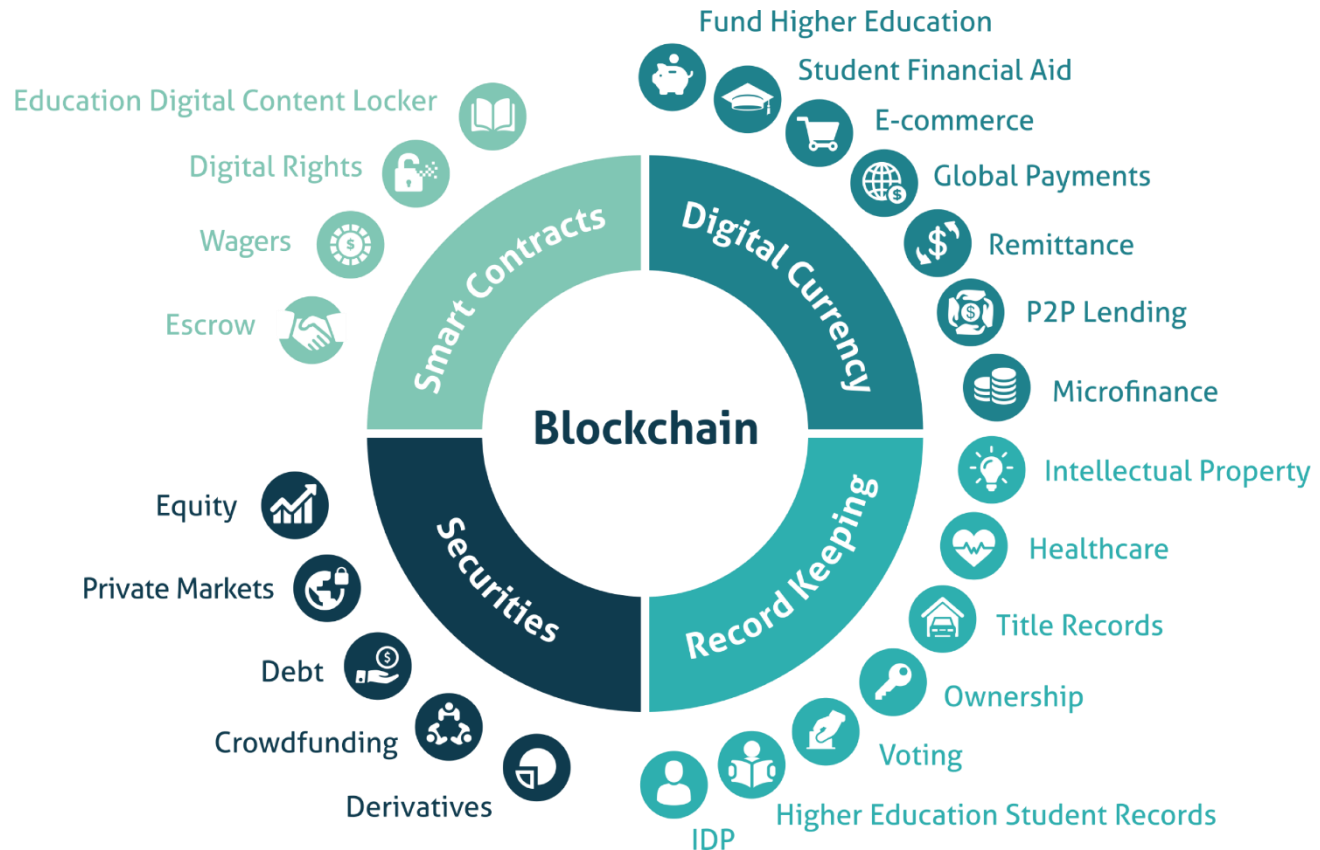 Fund Higher Education
Student Financial Aid
Education Digital Content Locker
E-commerce
Digital Rights
Global Payments
Wagers
Remittance
Escrow
P2P Lending
Microfinance
Smart Contracts
Digital Currency
Blockchain
Securities
Record Keeping
Intellectual Property
Equity
Healthcare
Private Markets
Title Records
Debt
Ownership
Crowdfunding
Voting
Derivatives
Higher Education Student Records
IDP